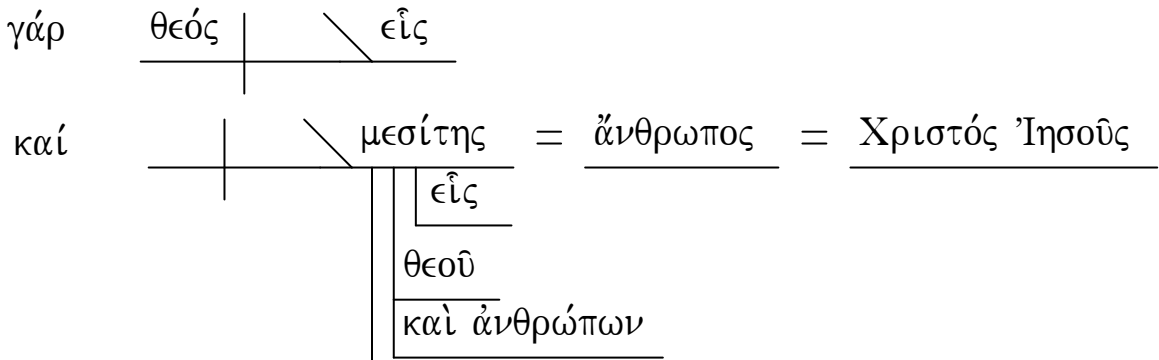 γάρ θεός εἷς
καί μεσίτης = ἄνθρωπος = Χριστός Ἰησοῦς
εἷς
θεοῦ
καὶ ἀνθρώπων